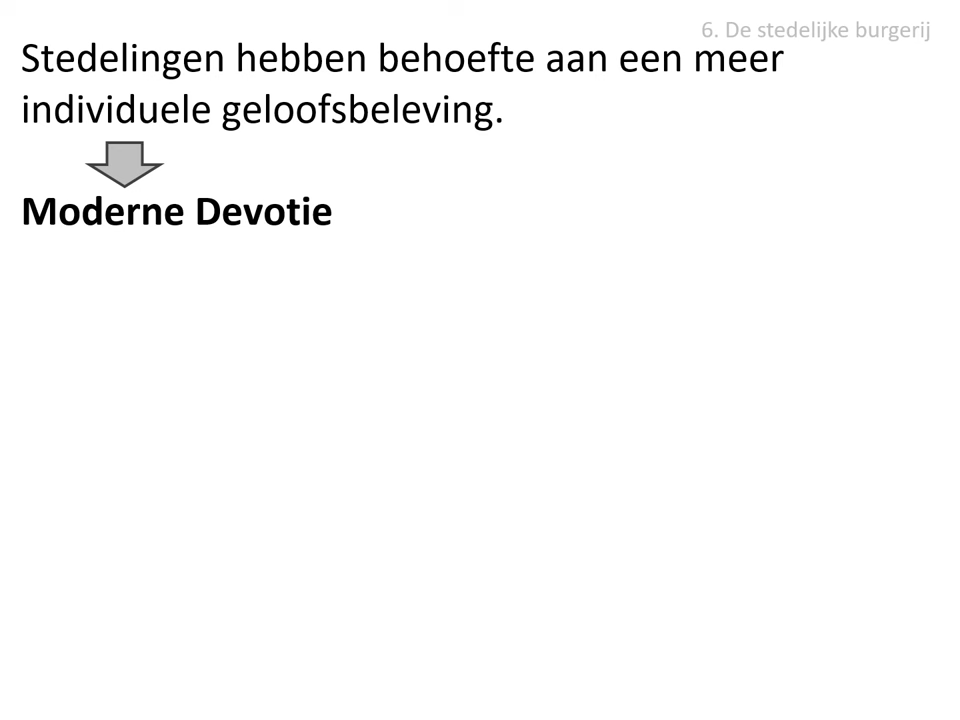 6. De stedelijke burgerij
Stedelingen hebben behoefte aan een meer
individuele geloofsbeleving.
Moderne Devotie